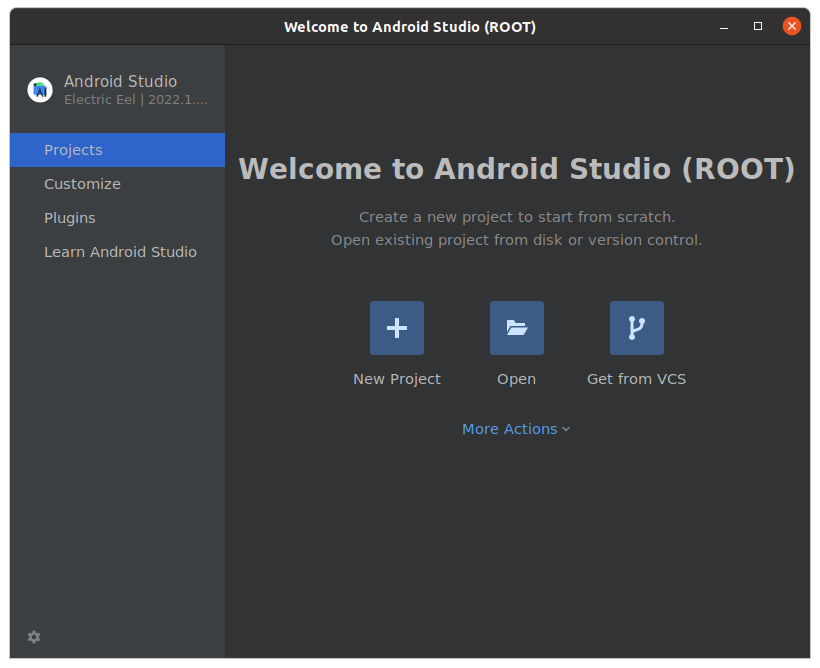 Welcome to Android Studio (ROOT)
Android Studio
Electric Eel | 2022.1....
Projects
Customize
Plugins
Learn Android Studio
Welcome to Android Studio (ROOT)
Create a new project to start from scratch.
Open existing project from disk or version control.
New Project
Open
Get from VCS
More Actions